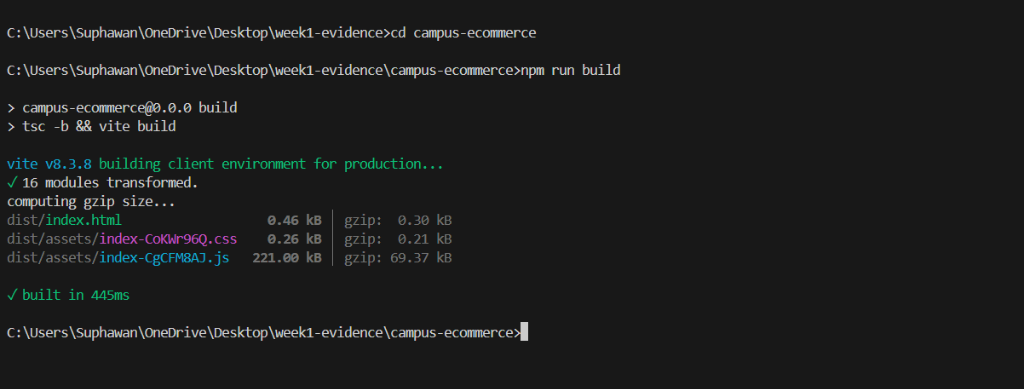 C:\Users\Suphawan\OneDrive\Desktop\week1-evidence>cd campus-ecommerce
C:\Users\Suphawan\OneDrive\Desktop\week1-evidence\campus-ecommerce>npm run build
> campus-ecommerce@0.0.0 build
> tsc -b && vite build
vite v8.3.8 building client environment for production...
✓ 16 modules transformed.
computing gzip size...
dist/index.html                  0.46 kB │ gzip:  0.30 kB
dist/assets/index-CoKWr96Q.css   0.26 kB │ gzip:  0.21 kB
dist/assets/index-CgCFM8AJ.js  221.00 kB │ gzip: 69.37 kB
✓ built in 445ms
C:\Users\Suphawan\OneDrive\Desktop\week1-evidence\campus-ecommerce>